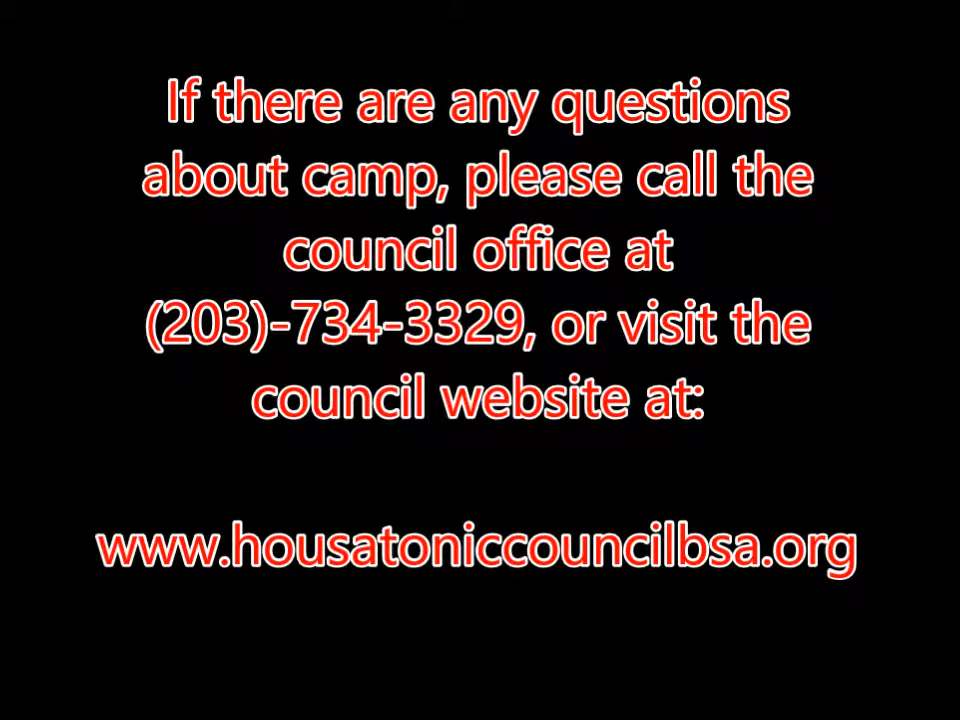 If there are any questions
about camp, please call the
council office at
(203)-734-3329, or visit the
council website at:
www.housatoniccouncilbsa.org